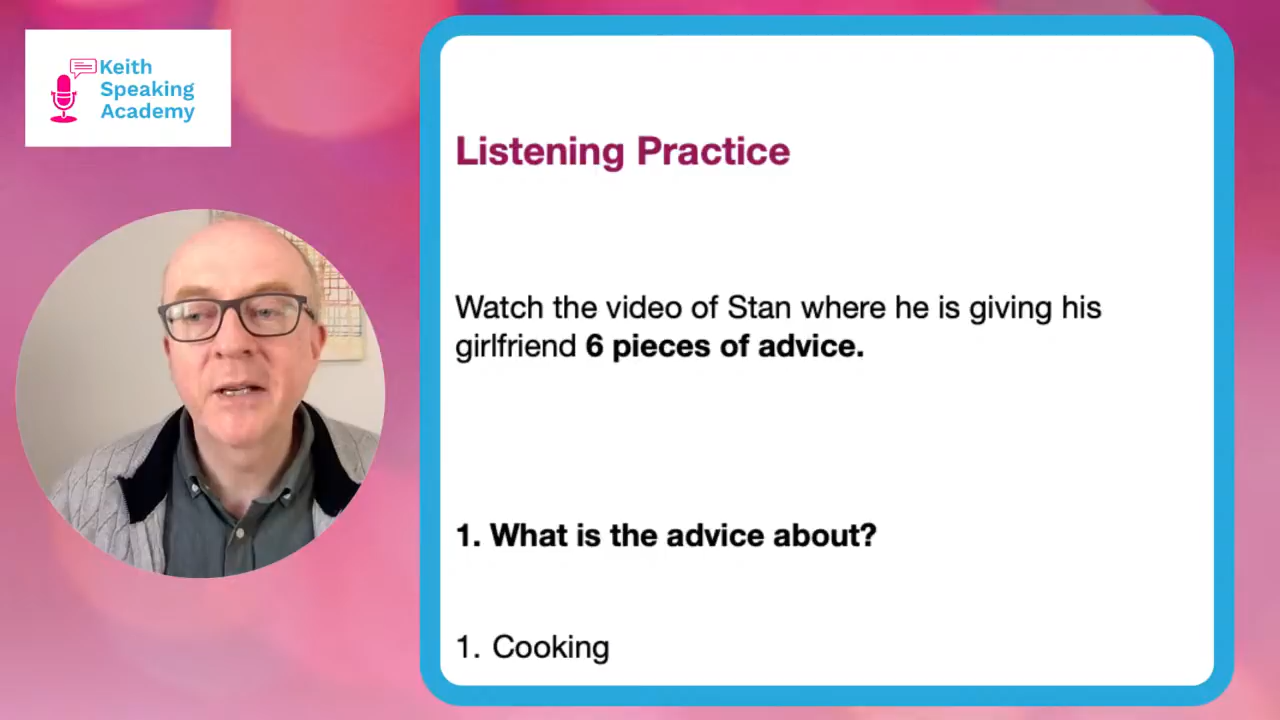 Keith
Speaking
Academy
Listening Practice
Watch the video of Stan where he is giving his
girlfriend 6 pieces of advice.
1. What is the advice about?
1. Cooking